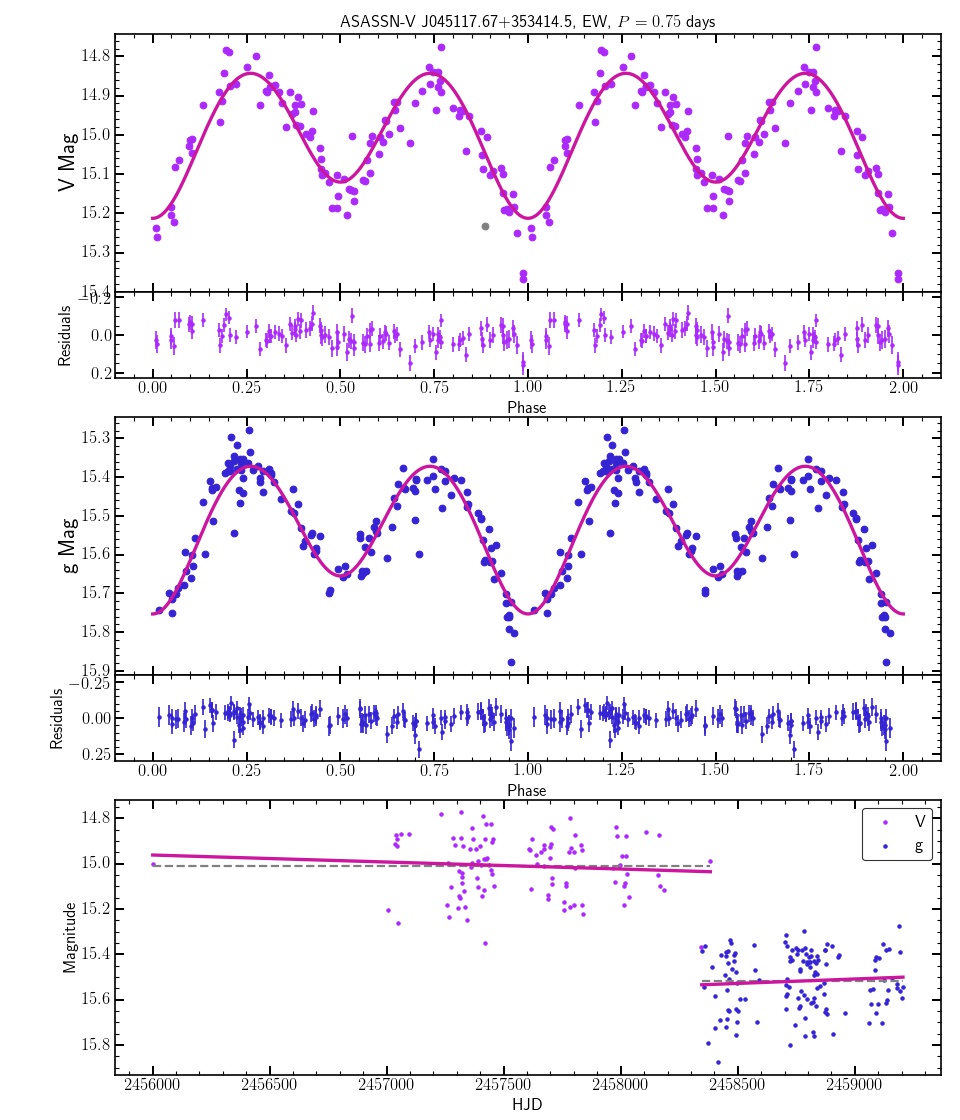 ASASSN-V J045117.67+353414.5, EW, P = 0.75 days
14.8
14.9
15.0
15.1
15.2
15.3
15.4
V Mag
−0.2
0.0
0.2
Residuals
0.00 0.25 0.50 0.75 1.00 1.25 1.50 1.75 2.00
Phase
15.3
15.4
15.5
15.6
15.7
15.8
15.9
g Mag
−0.25
0.00
0.25
Residuals
0.00 0.25 0.50 0.75 1.00 1.25 1.50 1.75 2.00
Phase
14.8
15.0
15.2
15.4
15.6
15.8
Magnitude
V
g
2456000 2456500 2457000 2457500 2458000 2458500 2459000
HJD